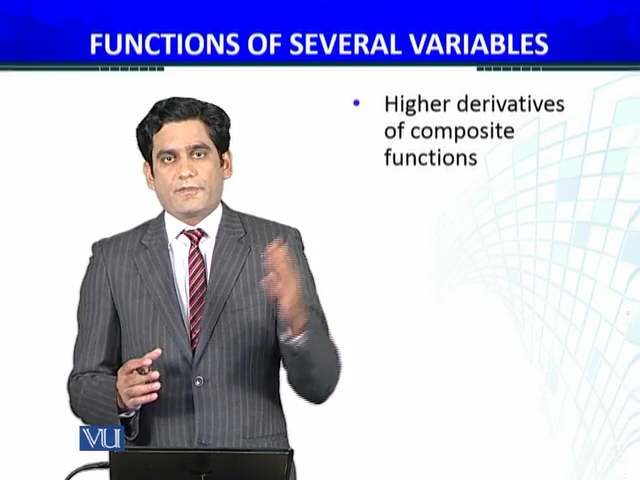 FUNCTIONS OF SEVERAL VARIABLES
• Higher derivatives
of composite
functions
VU